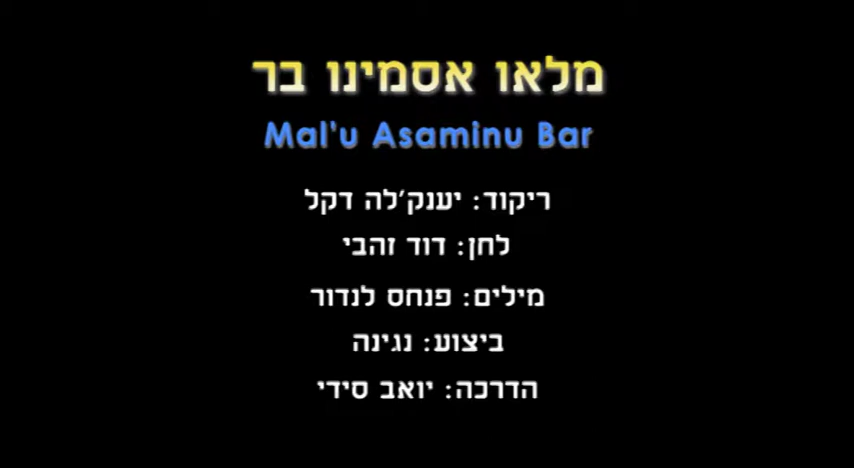 מלאו אסמינו בר
Mal'u Asaminu Bar
ריקוד: יענק'לה דקל
לחן: דוד זהבי
מילים: פנחס לנדור
ביצוע: נגינה
הדרכה: יואב סידי